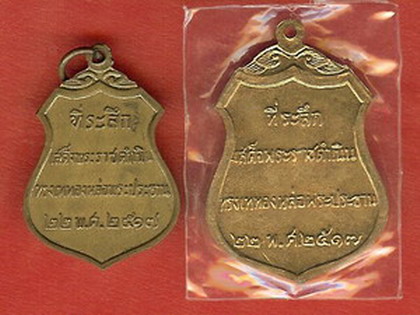 ที่ระลึก
เสด็จพระราชดำเนิน
ทรงเททองหล่อพระประธาน
๒๒ พ.ศ. ๒๕๑๗
ที่ระลึก
เสด็จพระราชดำเนิน
ทรงเททองหล่อพระประธาน
๒๒ พ.ศ. ๒๕๑๗